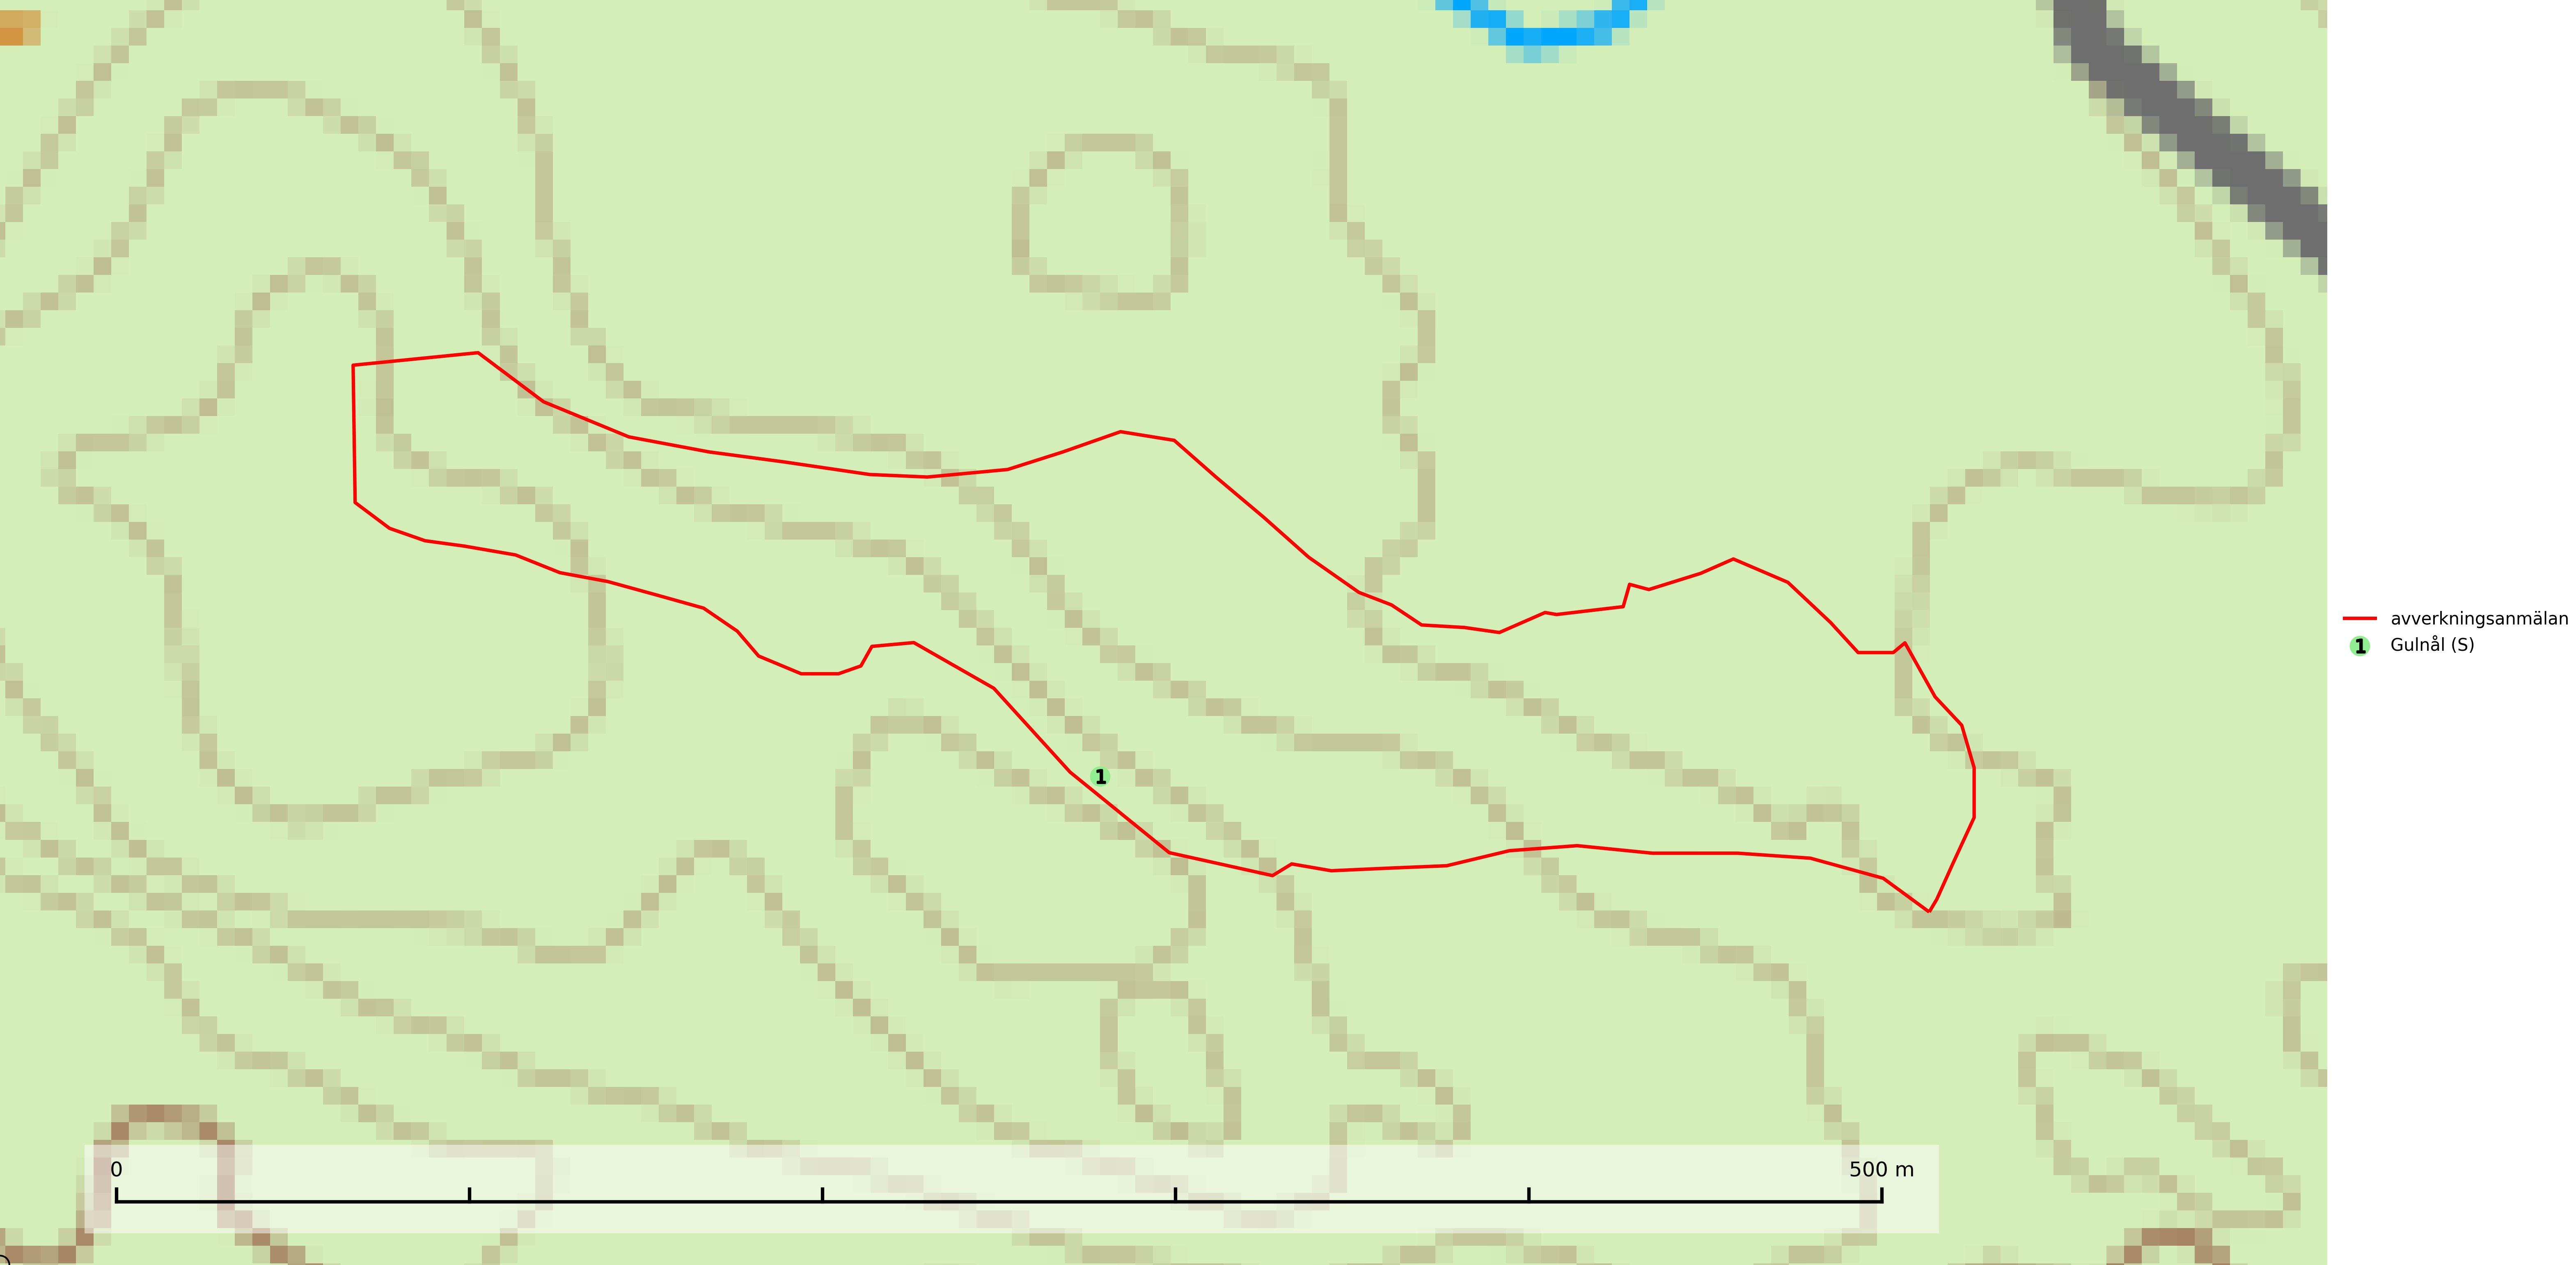 avverkningsanmälan
1 Gulnål (S)
1
0 500 m